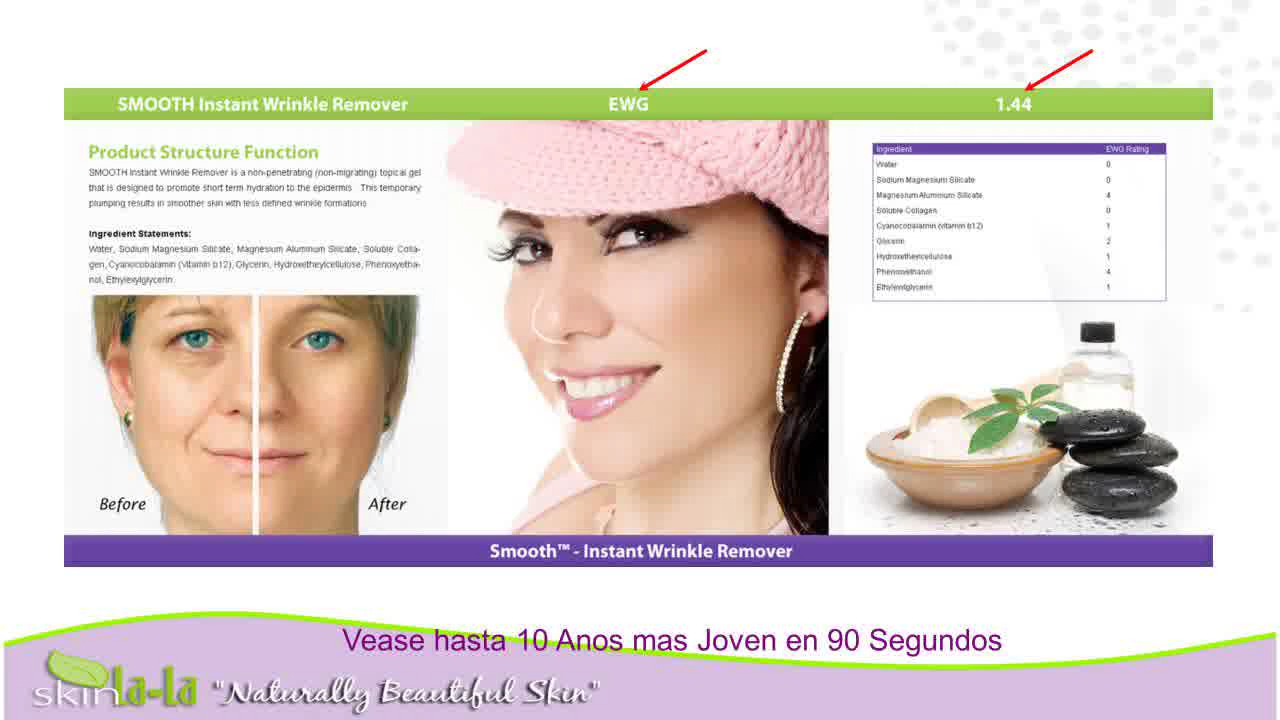 SMOOTH Instant Wrinkle Remover EWG 1.44
Product Structure Function
SMOOTH Instant Wrinkle Remover is a non-penetrating (non-migrating) topical gel
that is designed to promote short term hydration to the epidermis This temporary
plumping results in smoother skin with less defined wrinkle formations
Ingredient Statements:
Water, Sodium Magnesium Silicate, Magnesium Aluminum Silicate, Soluble Colla-
gen, Cyanocobalamin (Vitamin b12), Glycerin, Hydroxetheylcellulose, Phenoxyetha-
nol, Ethylexylglycerin
Before After
Ingredient EWG Rating
Water 0
Sodium Magnesium Silicate 0
Magnesium Aluminum Silicate 4
Soluble Collagen 0
Cyanocobalamin (vitamin b12) 1
Glycerin 2
Hydroxetheylcellulose 1
Phenoxyethanol 4
Ethylexylglycerin 1
Smooth™ - Instant Wrinkle Remover
Vease hasta 10 Anos mas Joven en 90 Segundos
skin la-la "Naturally Beautiful Skin"